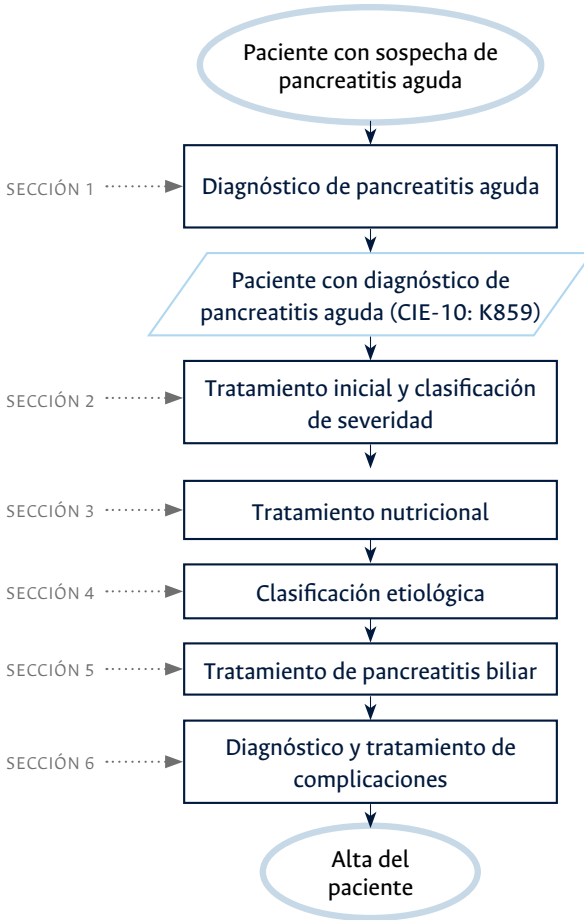 Paciente con sospecha de
pancreatitis aguda
SECCIÓN 1
Diagnóstico de pancreatitis aguda
Paciente con diagnóstico de
pancreatitis aguda (CIE-10: K859)
SECCIÓN 2
Tratamiento inicial y clasificación
de severidad
SECCIÓN 3
Tratamiento nutricional
SECCIÓN 4
Clasificación etiológica
SECCIÓN 5
Tratamiento de pancreatitis biliar
SECCIÓN 6
Diagnóstico y tratamiento de
complicaciones
Alta del
paciente